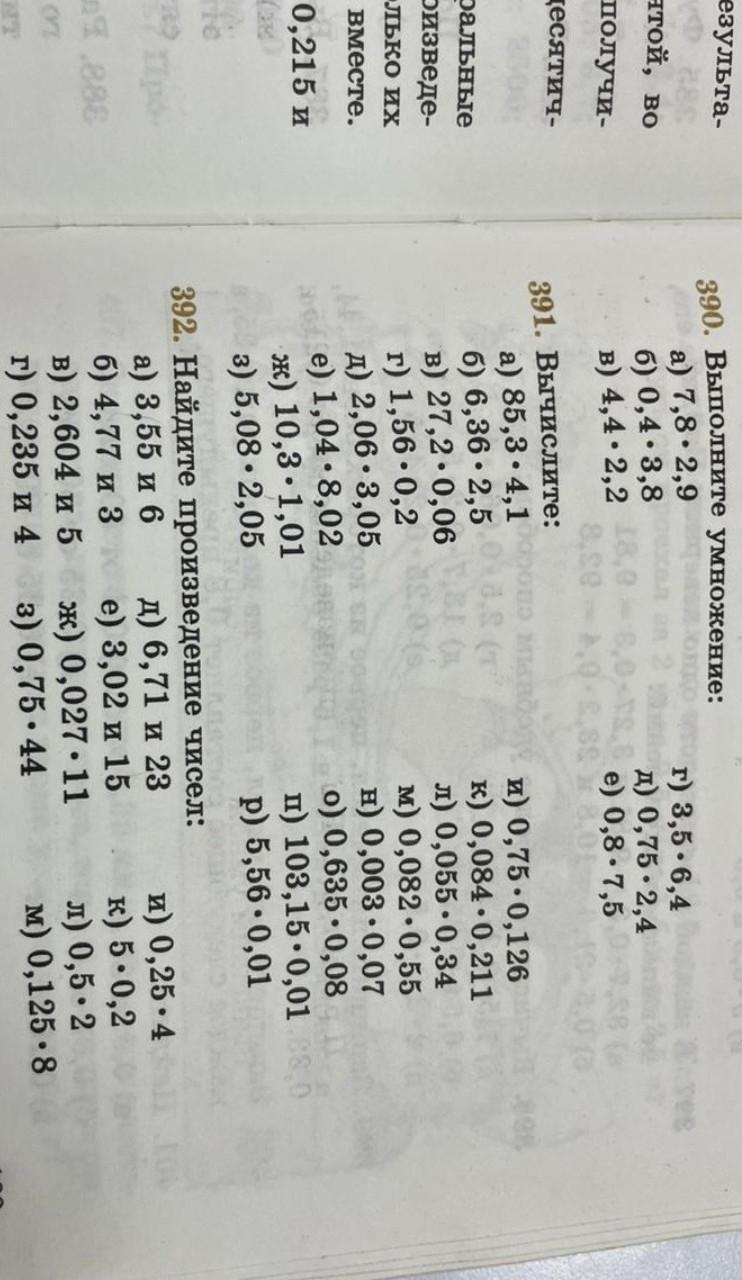 езульта-
ятой, во
получи-
десятич-
ральные
оизведе-
лько их
вместе.
0,215 и
390. Выполните умножение:
а) 7,8 · 2,9 г) 3,5 · 6,4
б) 0,4 · 3,8 д) 0,75 · 2,4
в) 4,4 · 2,2 е) 0,8 · 7,5
391. Вычислите:
а) 85,3 · 4,1 и) 0,75 · 0,126
б) 6,36 · 2,5 к) 0,084 · 0,211
в) 27,2 · 0,06 л) 0,055 · 0,34
г) 1,56 · 0,2 м) 0,082 · 0,55
д) 2,06 · 3,05 н) 0,003 · 0,07
е) 1,04 · 8,02 о) 0,635 · 0,08
ж) 10,3 · 1,01 п) 103,15 · 0,01
з) 5,08 · 2,05 р) 5,56 · 0,01
392. Найдите произведение чисел:
а) 3,55 и 6 д) 6,71 и 23 и) 0,25 · 4
б) 4,77 и 3 е) 3,02 и 15 к) 5 · 0,2
в) 2,604 и 5 ж) 0,027 · 11 л) 0,5 · 2
г) 0,235 и 4 з) 0,75 · 44 м) 0,125 · 8